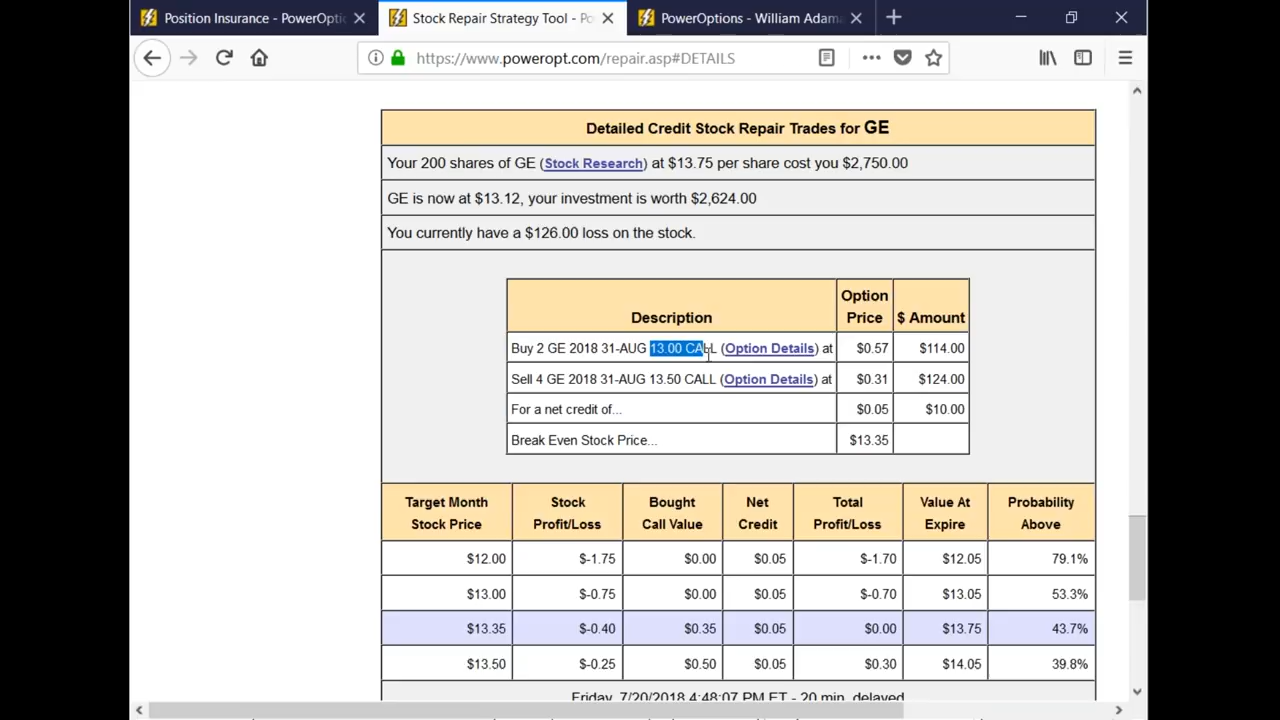 Position Insurance - PowerOptic
Stock Repair Strategy Tool - Po
PowerOptions - William Adam
https://www.poweropt.com/repair.asp#DETAILS
Detailed Credit Stock Repair Trades for GE
Your 200 shares of GE (Stock Research) at $13.75 per share cost you $2,750.00
GE is now at $13.12, your investment is worth $2,624.00
You currently have a $126.00 loss on the stock.
Description Option Price $ Amount
Buy 2 GE 2018 31-AUG 13.00 CALL (Option Details) at $0.57 $114.00
Sell 4 GE 2018 31-AUG 13.50 CALL (Option Details) at $0.31 $124.00
For a net credit of... $0.05 $10.00
Break Even Stock Price... $13.35
Target Month Stock Bought Net Total Value At Probability
Stock Price Profit/Loss Call Value Credit Profit/Loss Expire Above
$12.00 $-1.75 $0.00 $0.05 $-1.70 $12.05 79.1%
$13.00 $-0.75 $0.00 $0.05 $-0.70 $13.05 53.3%
$13.35 $-0.40 $0.35 $0.05 $0.00 $13.75 43.7%
$13.50 $-0.25 $0.50 $0.05 $0.30 $14.05 39.8%
Friday, 7/20/2018 4:48:07 PM ET - 20 min. delayed